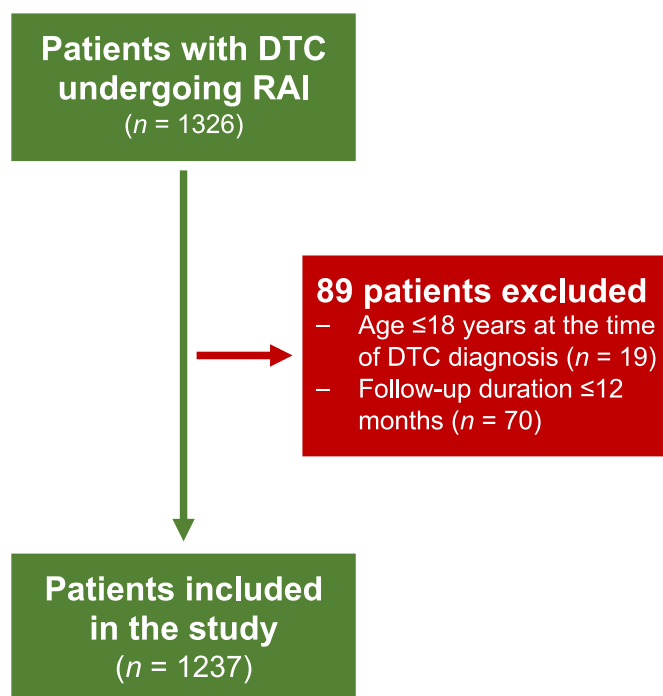 Patients with DTC
undergoing RAI
(n = 1326)
89 patients excluded
– Age ≤18 years at the time
of DTC diagnosis (n = 19)
– Follow-up duration ≤12
months (n = 70)
Patients included
in the study
(n = 1237)